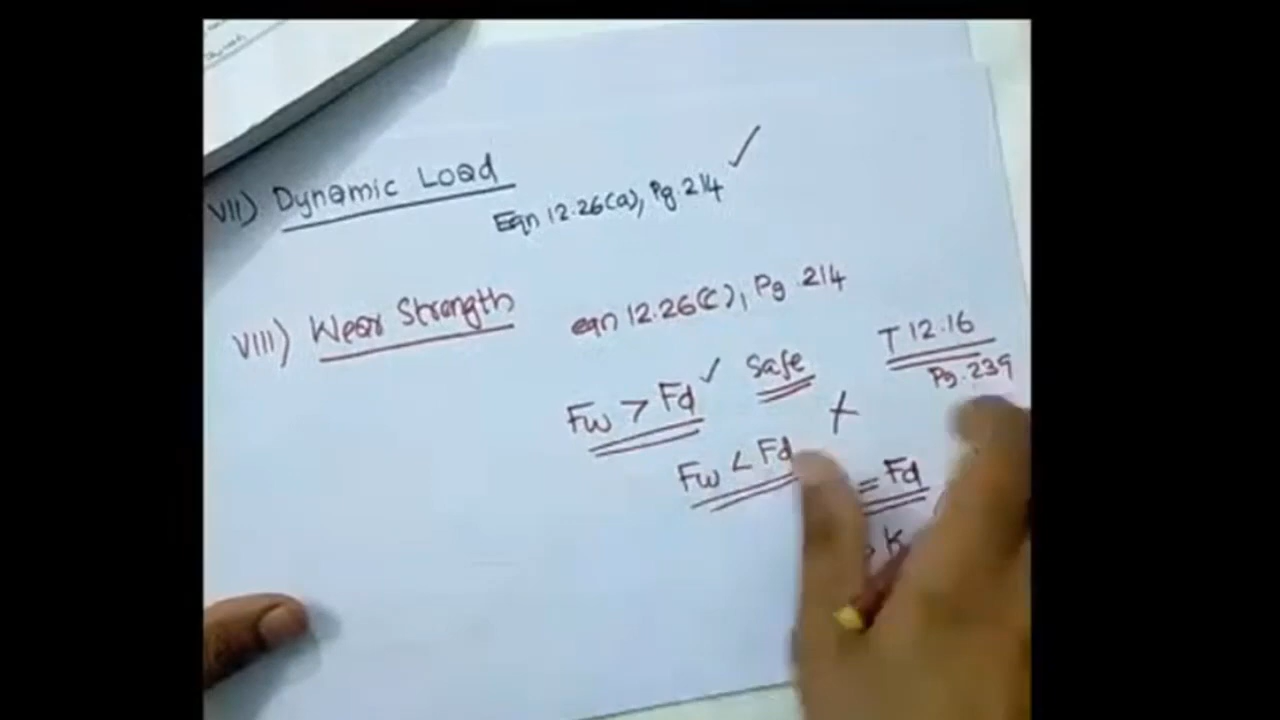 VII) Dynamic Load
Eqn 12.26(a), Pg.214 ✓
VIII) Wear Strength
eqn 12.26(c), Pg.214
T 12.16
Pg.239
Fw > Fd ✓ Safe
Fw < Fd ×
= Fd
K